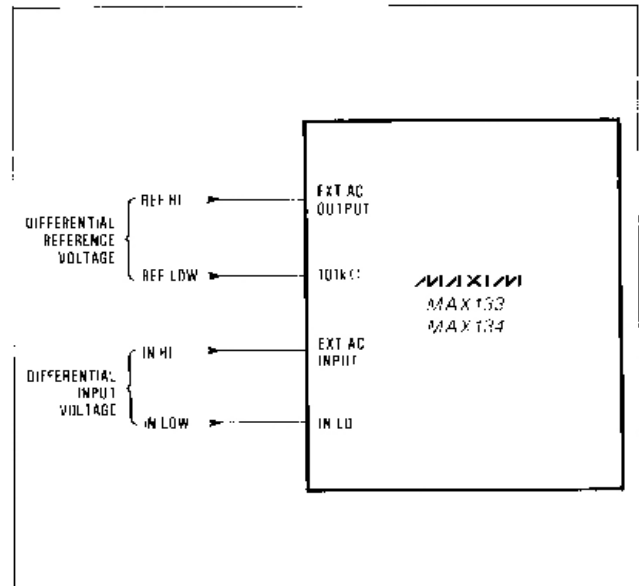 DIFFERENTIAL
REFERENCE
VOLTAGE
REF HI
REF LOW
EXT AC
OUTPUT
MAXIM
MAX133
MAX134
DIFFERENTIAL
INPUT
VOLTAGE
IN HI
IN LOW
EXT AC
INPUT
IN LO